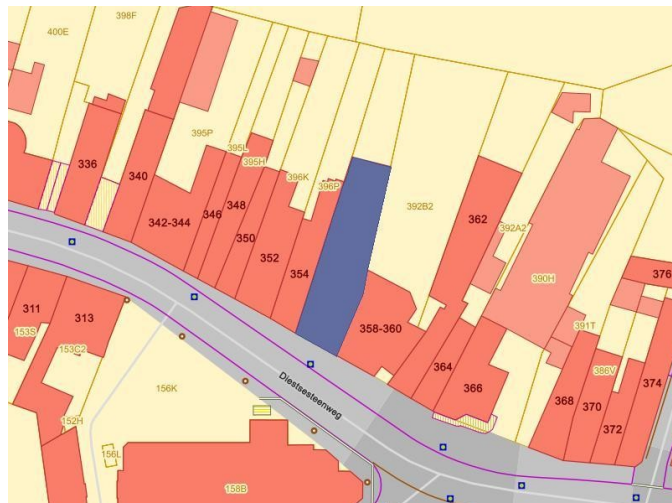 398F
400E
336
340
395P
395L
395H
396K
396P
342-344
346
348
350
352
354
392B2
362
392A2
390H
376
391T
386V
358-360
364
366
368
370
372
374
311
313
153S
153C2
156K
Diestsesteenweg
152H
156L
158B